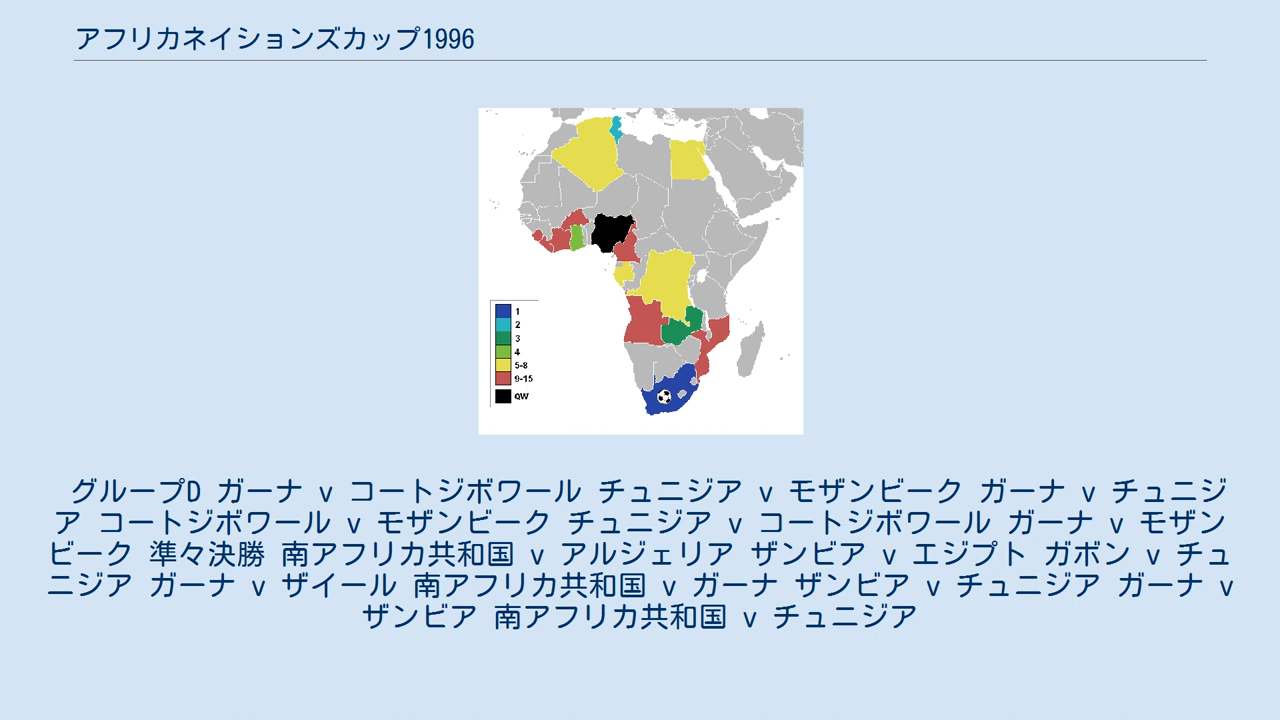 アフリカネイションズカップ1996
1
2
3
4
5-8
9-15
QW
グループD ガーナ v コートジボワール チュニジア v モザンビーク ガーナ v チュニジ
ア コートジボワール v モザンビーク チュニジア v コートジボワール ガーナ v モザン
ビーク 準々決勝 南アフリカ共和国 v アルジェリア ザンビア v エジプト ガボン v チュ
ニジア ガーナ v ザイール 南アフリカ共和国 v ガーナ ザンビア v チュニジア ガーナ v
ザンビア 南アフリカ共和国 v チュニジア